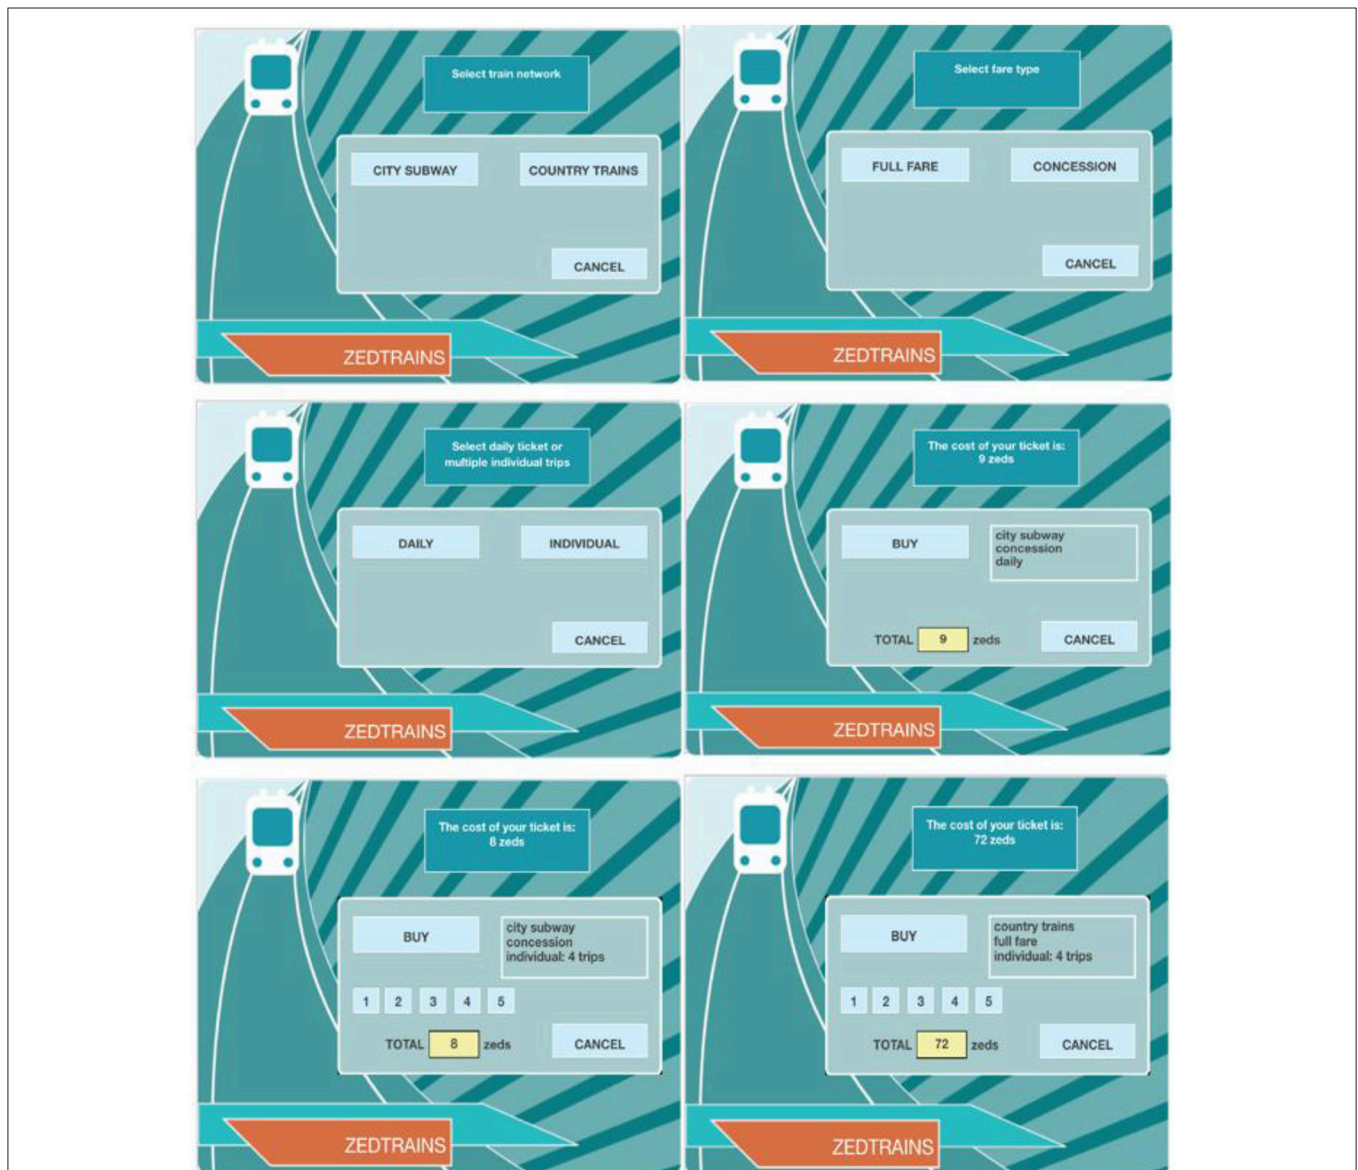 Select train network
CITY SUBWAY
COUNTRY TRAINS
CANCEL
ZEDTRAINS
Select fare type
FULL FARE
CONCESSION
CANCEL
ZEDTRAINS
Select daily ticket or
multiple individual trips
DAILY
INDIVIDUAL
CANCEL
ZEDTRAINS
The cost of your ticket is:
9 zeds
BUY
city subway
concession
daily
TOTAL 9 zeds
CANCEL
ZEDTRAINS
The cost of your ticket is:
8 zeds
BUY
city subway
concession
individual: 4 trips
1 2 3 4 5
TOTAL 8 zeds
CANCEL
ZEDTRAINS
The cost of your ticket is:
72 zeds
BUY
country trains
full fare
individual: 4 trips
1 2 3 4 5
TOTAL 72 zeds
CANCEL
ZEDTRAINS